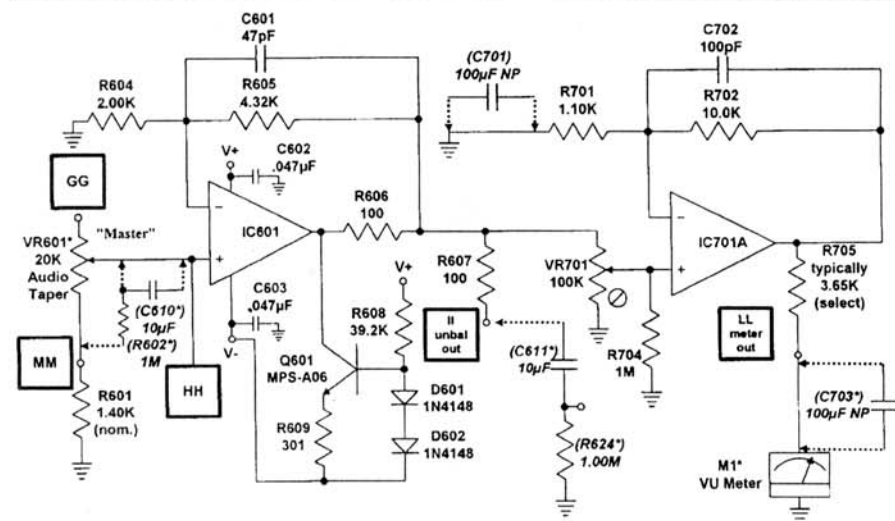 C601
47pF
R604
2.00K
R605
4.32K
(C701)
100µF NP
R701
1.10K
C702
100pF
R702
10.0K
GG
V+
C602
.047µF
"Master"
VR601*
20K
Audio
Taper
−
+
IC601
R606
100
(C610*)
10µF
(R602*)
1M
C603
.047µF
V-
MM
HH
R601
1.40K
(nom.)
V+
R608
39.2K
Q601
MPS-A06
R609
301
D601
1N4148
D602
1N4148
R607
100
II
unbal
out
(C611*)
10µF
(R624*)
1.00M
VR701
100K
R704
1M
−
+
IC701A
R705
typically
3.65K
(select)
LL
meter
out
(C703*)
100µF NP
M1*
VU Meter